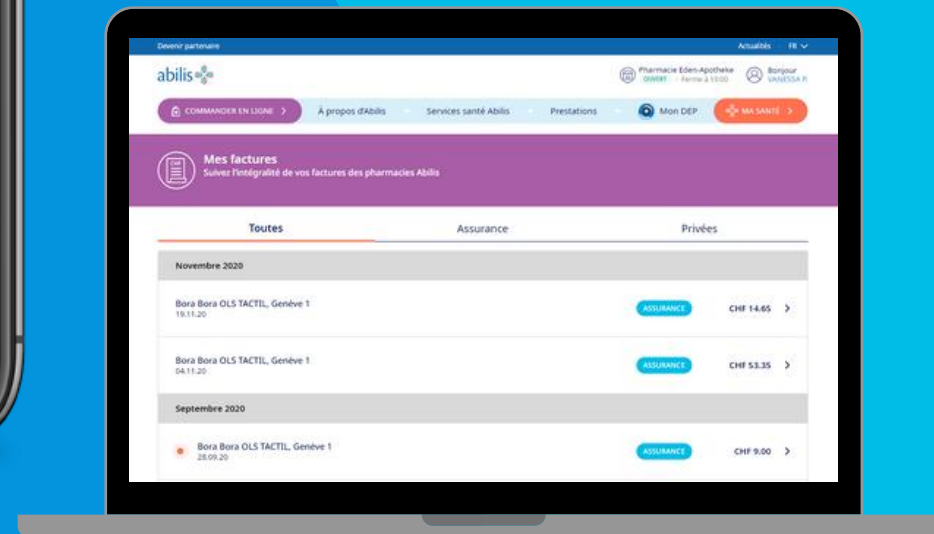 Devenir partenaire
Actualités FR
abilis
Pharmacie Eden-Apotheke
OUVERT - Ferme à 19:00
Bonjour
VANESSA R
COMMANDER EN LIGNE
À propos d'Abilis
Services santé Abilis
Prestations
Mon DEP
MA SANTÉ
CHF
Mes factures
Suivez l'intégralité de vos factures des pharmacies Abilis
Toutes
Assurance
Privées
Novembre 2020
Bora Bora OLS TACTIL, Genève 1
19.11.20
ASSURANCE
CHF 14.65
Bora Bora OLS TACTIL, Genève 1
04.11.20
ASSURANCE
CHF 53.35
Septembre 2020
Bora Bora OLS TACTIL, Genève 1
28.09.20
ASSURANCE
CHF 9.00